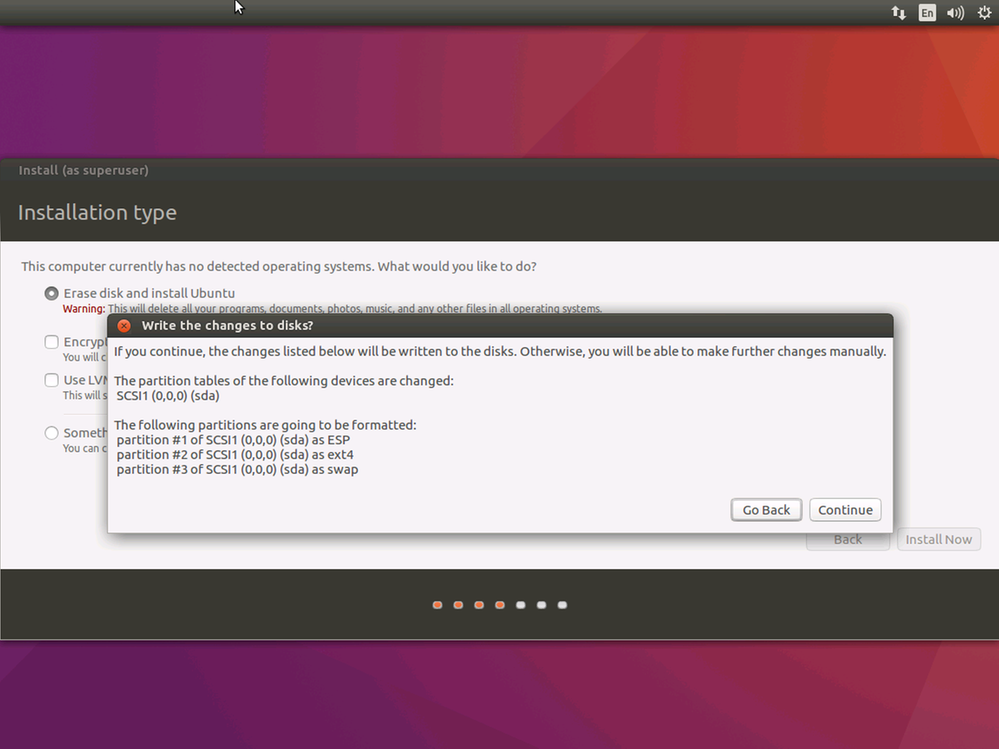 En
Install (as superuser)
Installation type
This computer currently has no detected operating systems. What would you like to do?
Erase disk and install Ubuntu
Warning: This will delete all your programs, documents, photos, music, and any other files in all operating systems.
Write the changes to disks?
Encrypt
You will c
If you continue, the changes listed below will be written to the disks. Otherwise, you will be able to make further changes manually.
Use LVM
This will s
The partition tables of the following devices are changed:
SCSI1 (0,0,0) (sda)
The following partitions are going to be formatted:
Someth
You can c
partition #1 of SCSI1 (0,0,0) (sda) as ESP
partition #2 of SCSI1 (0,0,0) (sda) as ext4
partition #3 of SCSI1 (0,0,0) (sda) as swap
Go Back Continue
Back Install Now